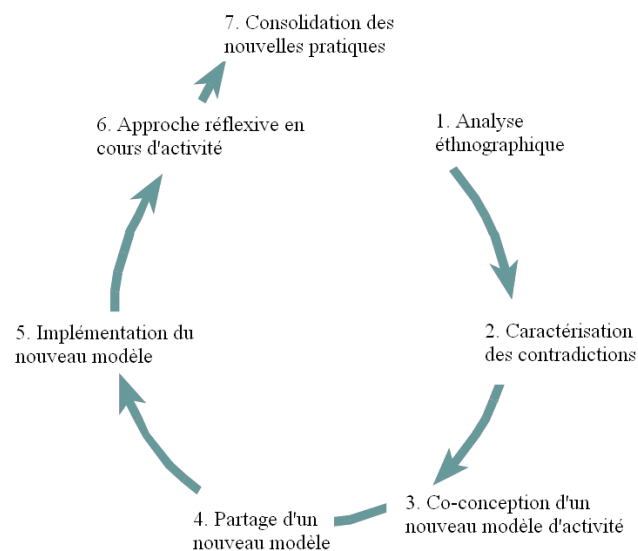 1. Analyse
éthnographique
2. Caractérisation
des contradictions
3. Co-conception d'un
nouveau modèle d'activité
4. Partage d'un
nouveau modèle
5. Implémentation du
nouveau modèle
6. Approche réflexive en
cours d'activité
7. Consolidation des
nouvelles pratiques